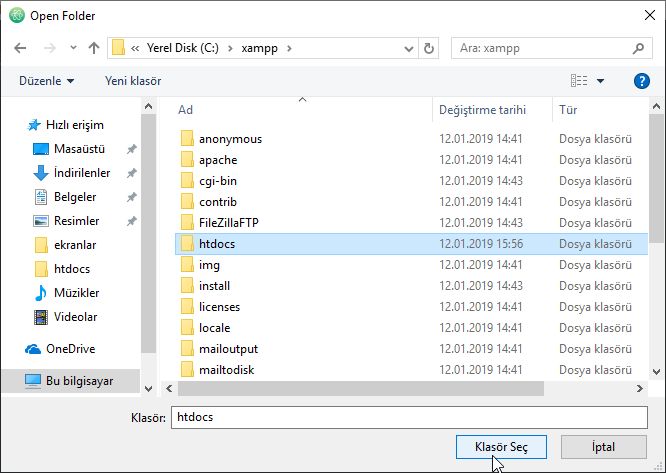 Open Folder
« Yerel Disk (C:) > xampp >
Ara: xampp
Düzenle
Yeni klasör
?
Hızlı erişim
Masaüstü
İndirilenler
Belgeler
Resimler
ekranlar
htdocs
Müzikler
Videolar
OneDrive
Bu bilgisayar
Ad Değiştirme tarihi Tür
anonymous 12.01.2019 14:41 Dosya klasörü
apache 12.01.2019 14:41 Dosya klasörü
cgi-bin 12.01.2019 14:43 Dosya klasörü
contrib 12.01.2019 14:41 Dosya klasörü
FileZillaFTP 12.01.2019 14:43 Dosya klasörü
htdocs 12.01.2019 15:56 Dosya klasörü
img 12.01.2019 14:41 Dosya klasörü
install 12.01.2019 14:43 Dosya klasörü
licenses 12.01.2019 14:41 Dosya klasörü
locale 12.01.2019 14:41 Dosya klasörü
mailoutput 12.01.2019 14:41 Dosya klasörü
mailtodisk 12.01.2019 14:41 Dosya klasörü
Klasör: htdocs
Klasör Seç
İptal